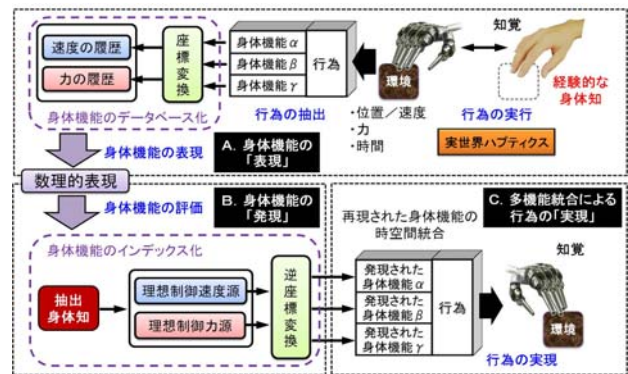 速度の履歴
力の履歴
座標変換
身体機能のデータベース化
身体機能α
身体機能β
身体機能γ
行為
行為の抽出
環境
・位置／速度
・力
・時間
知覚
経験的な
身体知
行為の実行
実世界ハプティクス
身体機能の表現
A. 身体機能の
「表現」
数理的表現
身体機能の評価
B. 身体機能の
「発現」
身体機能のインデックス化
抽出
身体知
理想制御速度源
理想制御力源
逆座標変換
再現された身体機能の
時空間統合
発現された
身体機能α
発現された
身体機能β
発現された
身体機能γ
行為
C. 多機能統合による
行為の「実現」
知覚
環境
行為の実現